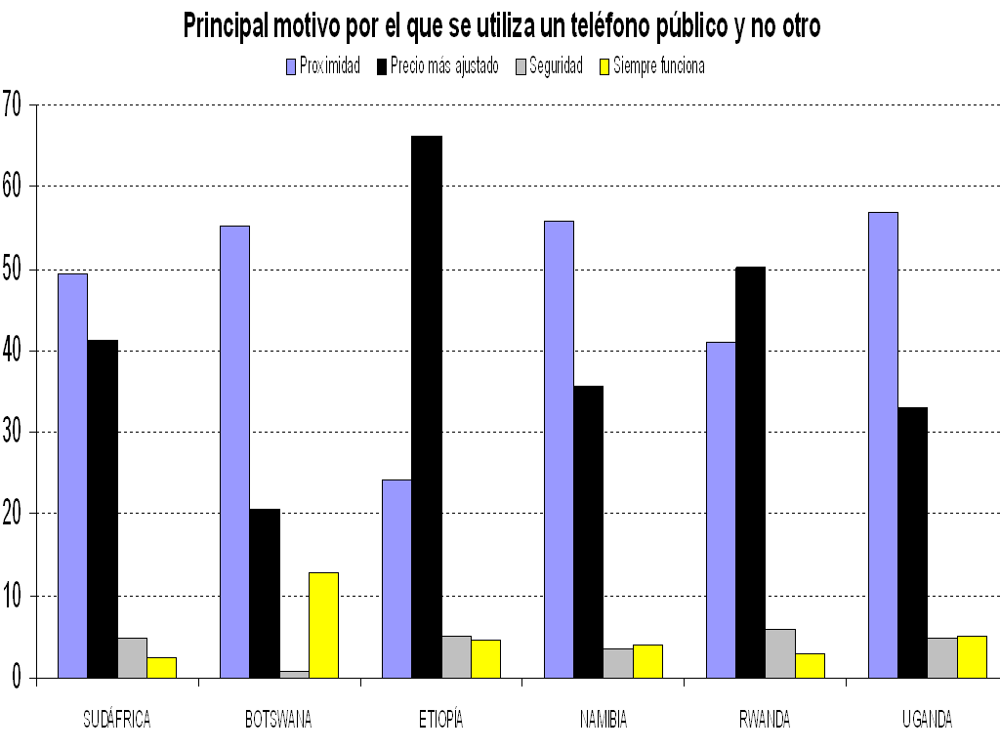 Principal motivo por el que se utiliza un teléfono público y no otro
Proximidad Precio más ajustado Seguridad Siempre funciona
70
60
50
40
30
20
10
0
SUDÁFRICA BOTSWANA ETIOPÍA NAMIBIA RWANDA UGANDA